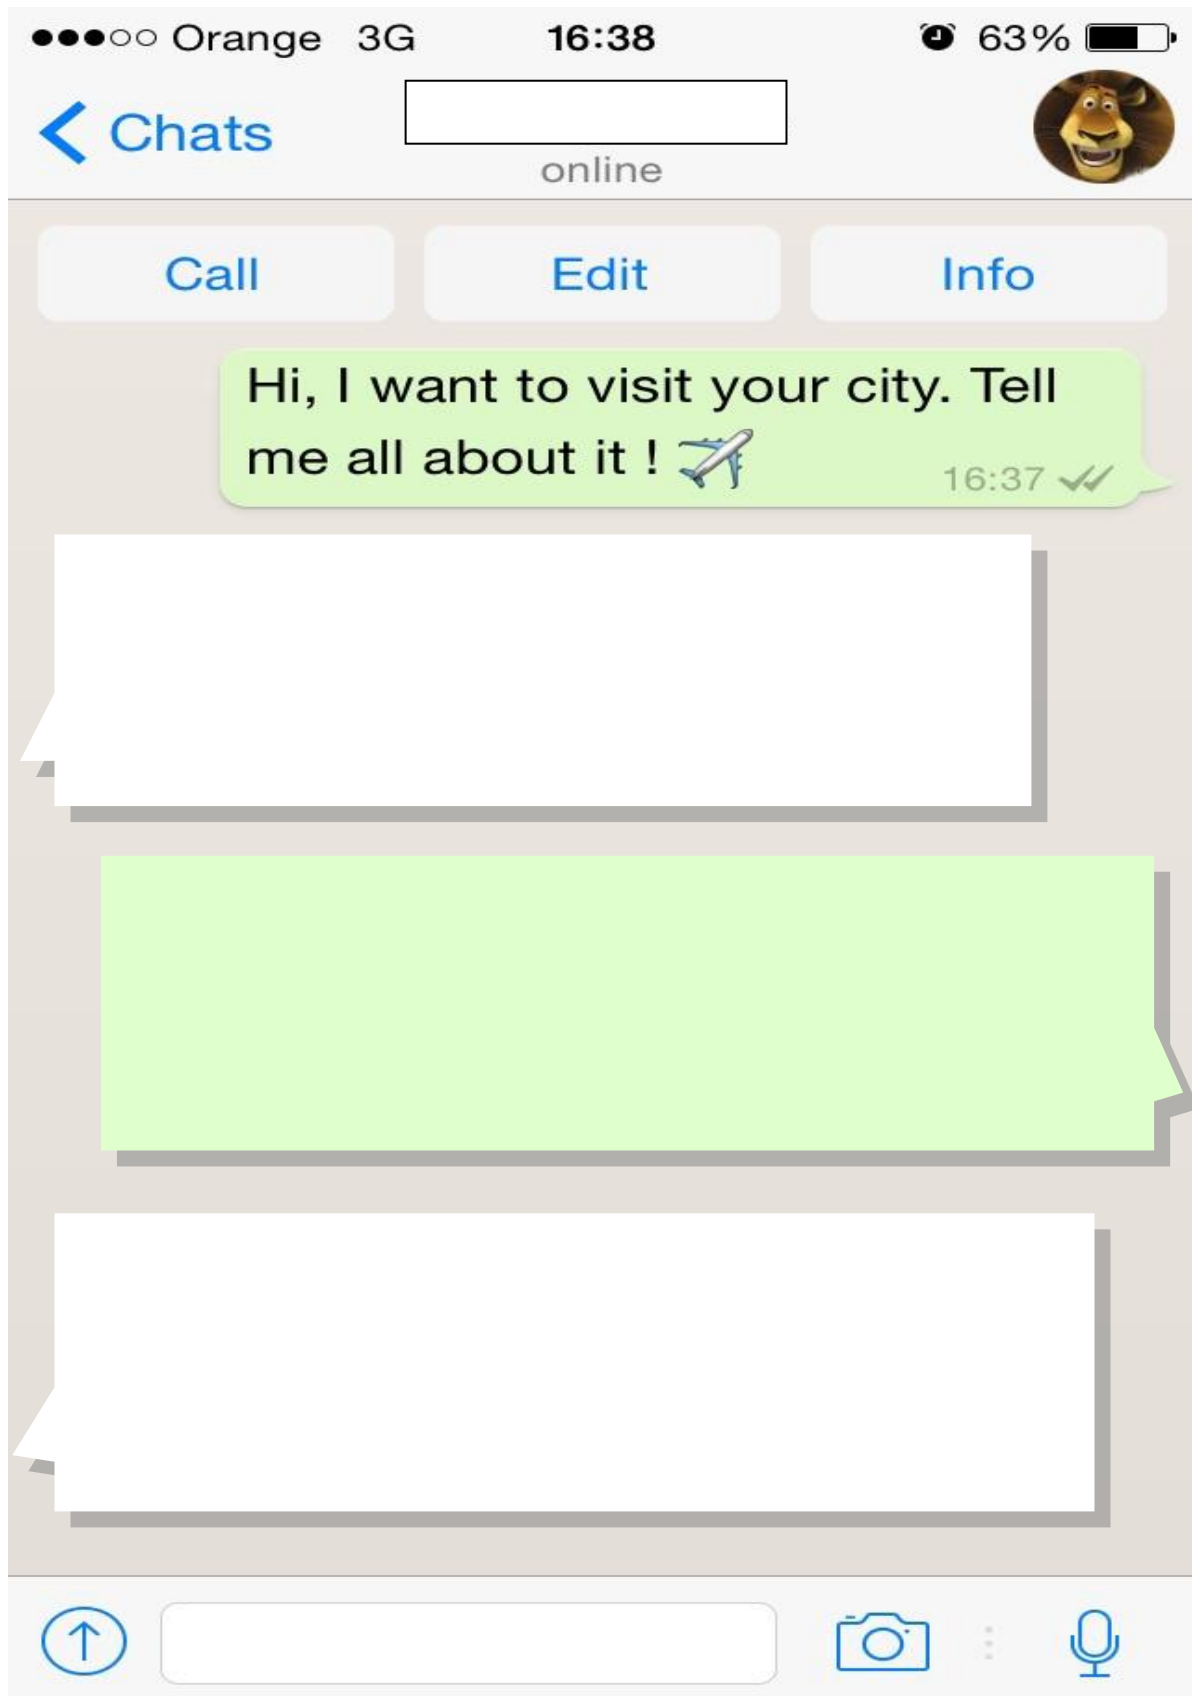 Orange 3G 16:38 63%
Chats
online
Call Edit Info
Hi, I want to visit your city. Tell
me all about it !
16:37